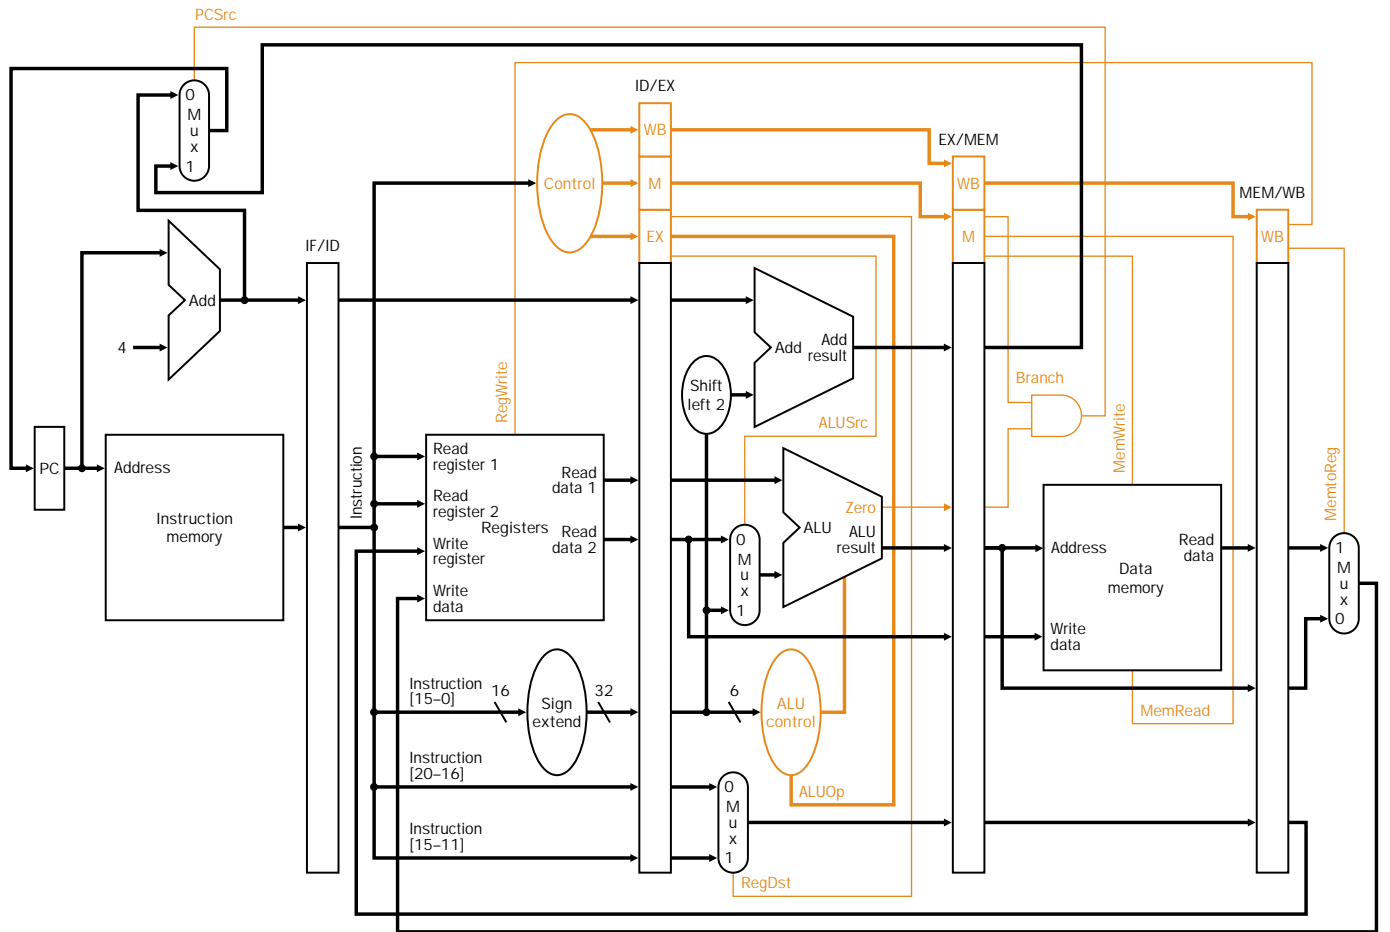 PCSrc
ID/EX
0
M
u
x
1
WB
EX/MEM
Control
M
WB
MEM/WB
IF/ID
EX
M
WB
Add
4
Add
Add
result
RegWrite
Shift
left 2
Branch
ALUSrc
MemWrite
PC
Address
Instruction
memory
Instruction
Read
register 1
Read
register 2
Registers
Write
register
Write
data
Read
data 1
Read
data 2
0
M
u
x
1
Zero
ALU
ALU
result
Address
Data
memory
Write
data
Read
data
MemtoReg
1
M
u
x
0
Instruction
[15–0]
16
Sign
extend
32
6
ALU
control
MemRead
Instruction
[20–16]
ALUOp
0
M
u
x
1
Instruction
[15–11]
RegDst